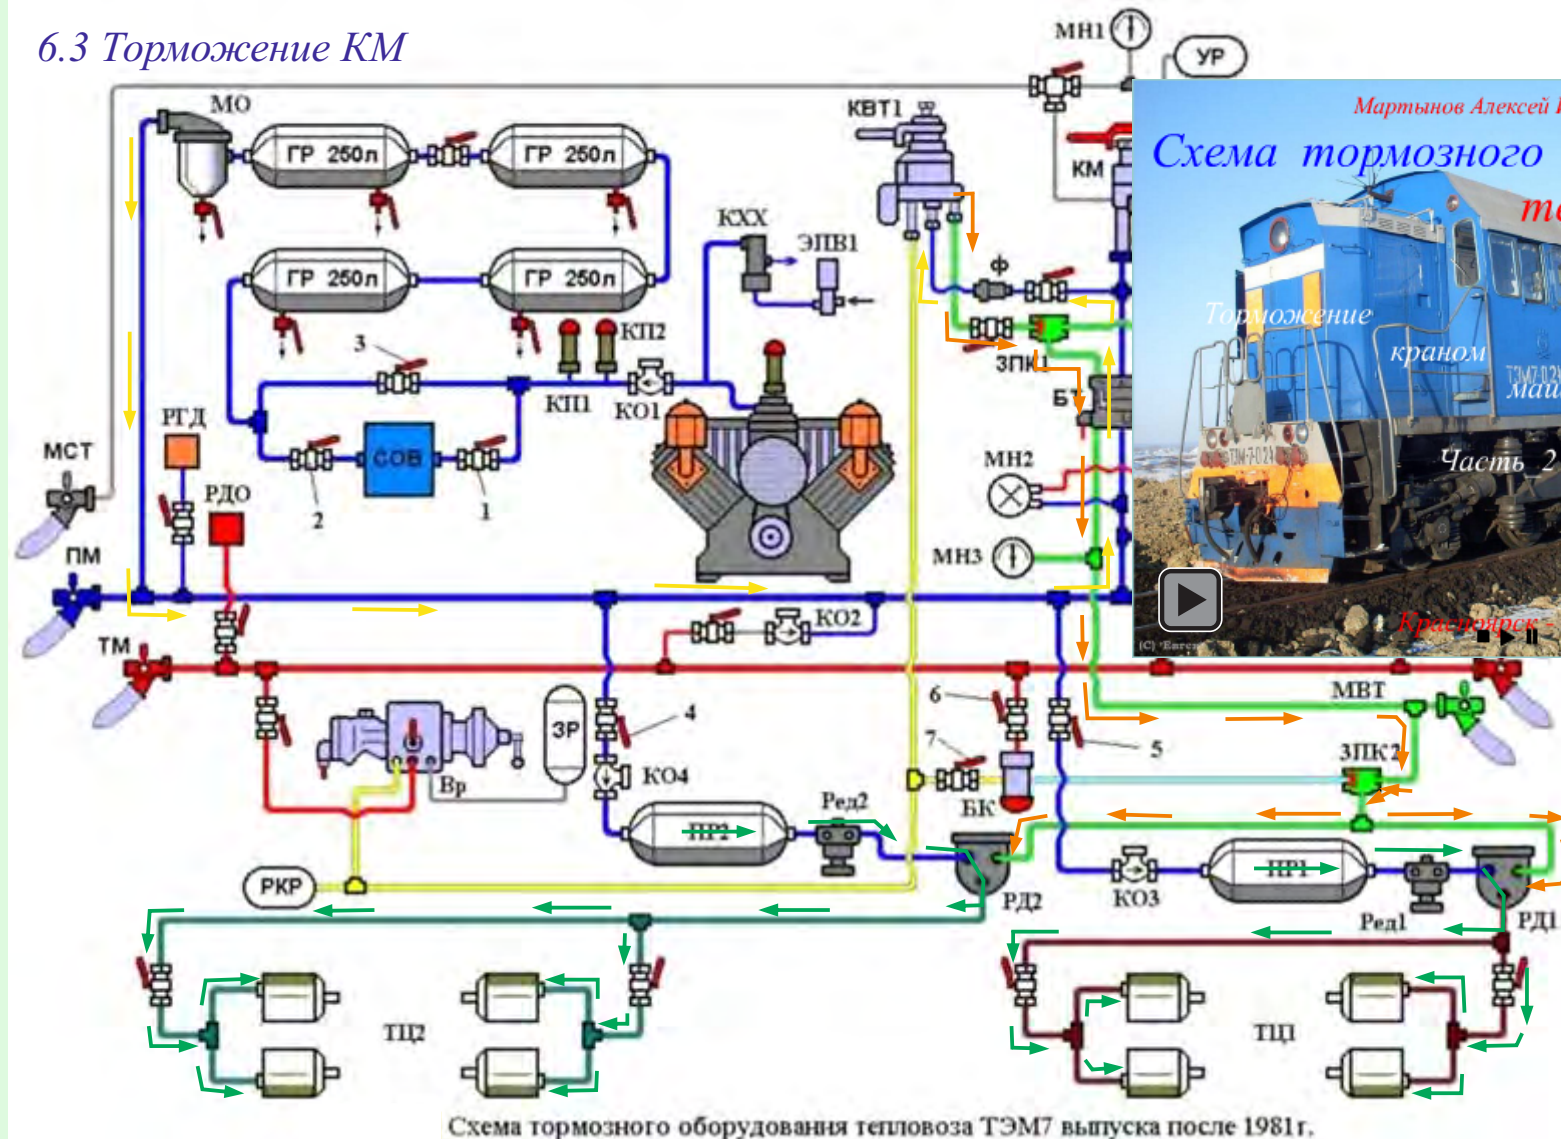 6.3 Торможение КМ
МН1
УР
МО
КВТ1
КМ
ГР 250л
ГР 250л
КХХ
ЭПВ1
ГР 250л
ГР 250л
ф
КП2
3
ЗПК1
КП1
КО1
РГД
МСТ
СОВ
МН2
РДО
2
1
ПМ
МН3
КО2
ТМ
6
МВТ
4
ЗР
7
5
ЗПК2
КО4
Вр
Ред2
БК
ПР2
РКР
ПР1
КО3
РД2
Ред1
РД1
ТЦ2
ТЦ1
Схема тормозного оборудования тепловоза ТЭМ7 выпуска после 1981г.
Мартынов Алексей
Схема тормозного
Торможение
краном
Часть 2
Красноярск -